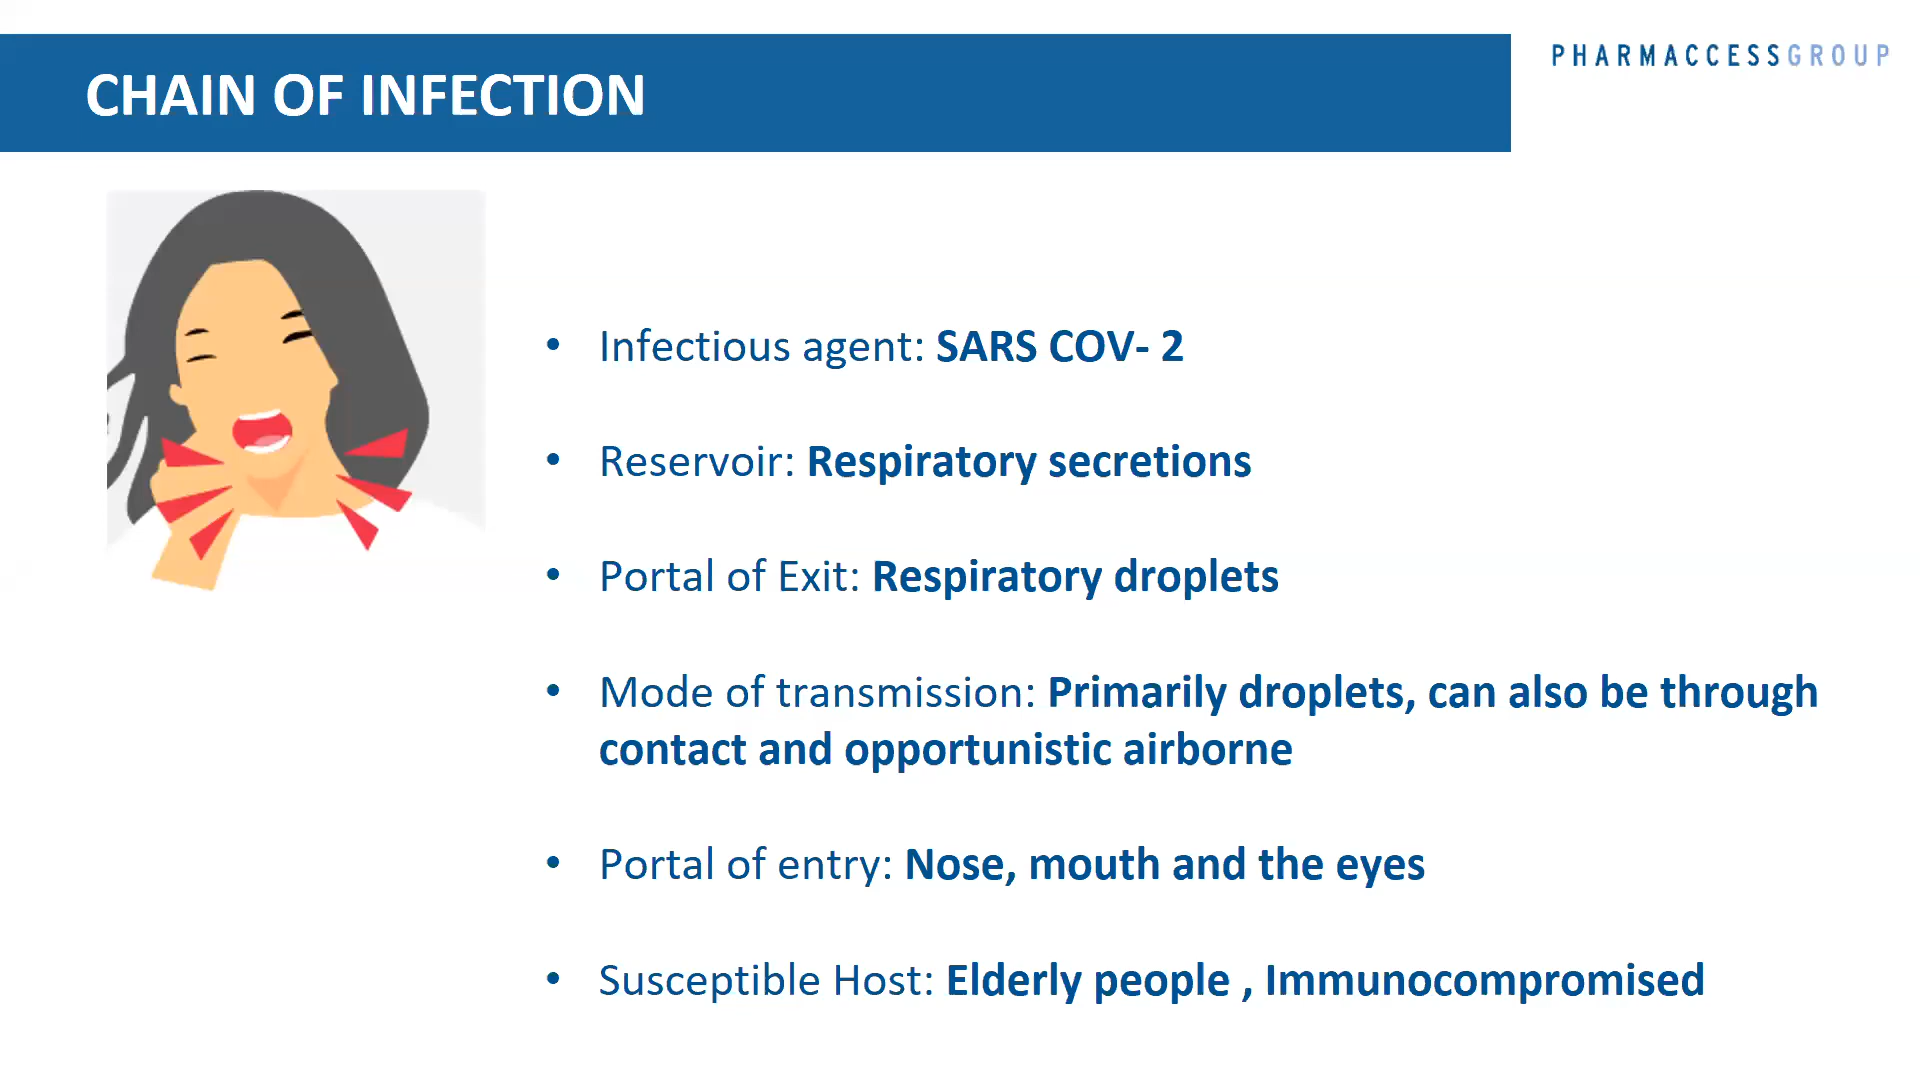 CHAIN OF INFECTION
PHARMACCESSGROUP
• Infectious agent: SARS COV- 2
• Reservoir: Respiratory secretions
• Portal of Exit: Respiratory droplets
• Mode of transmission: Primarily droplets, can also be through
contact and opportunistic airborne
• Portal of entry: Nose, mouth and the eyes
• Susceptible Host: Elderly people , Immunocompromised